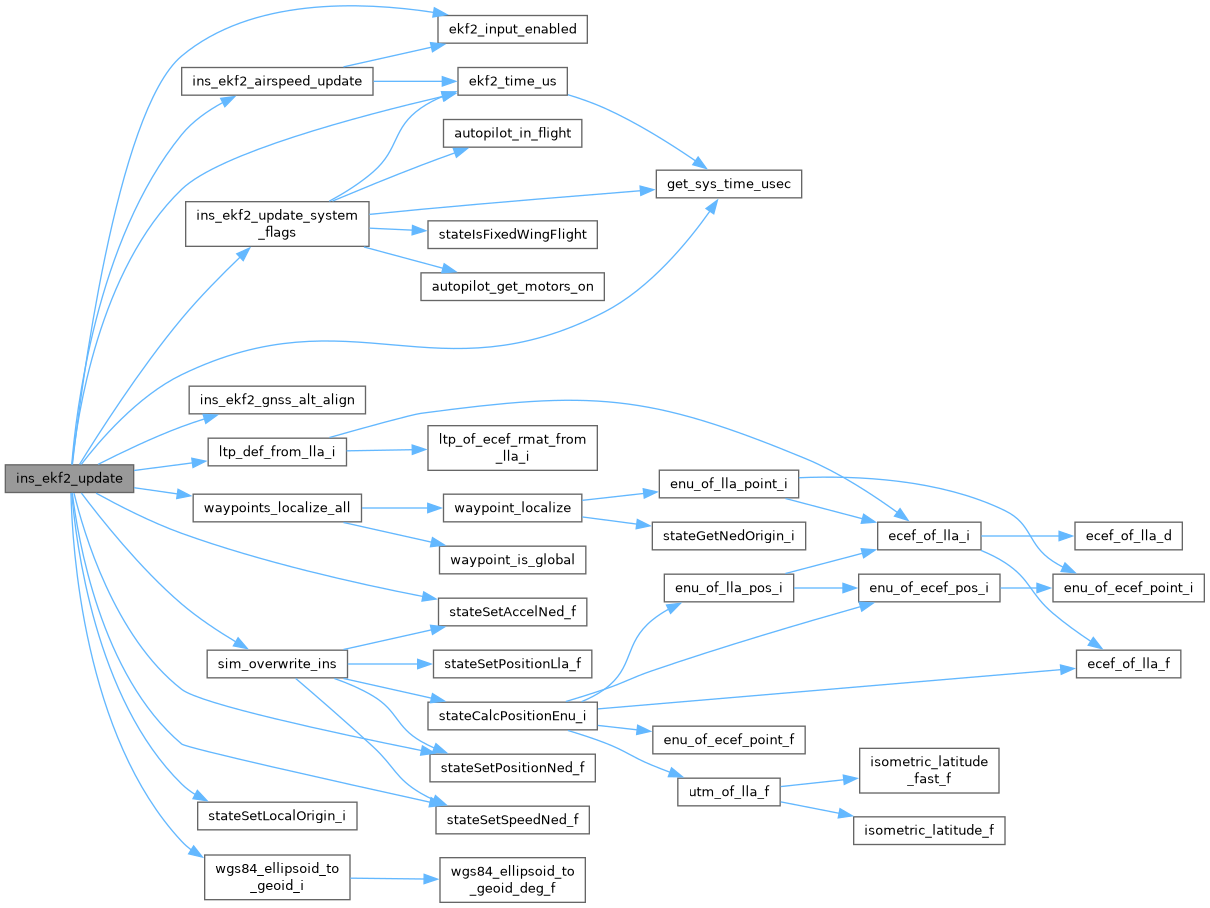 ekf2_input_enabled
ins_ekf2_airspeed_update
ekf2_time_us
autopilot_in_flight
get_sys_time_usec
ins_ekf2_update_system
_flags
stateIsFixedWingFlight
autopilot_get_motors_on
ins_ekf2_gnss_alt_align
ltp_def_from_lla_i
ltp_of_ecef_rmat_from
_lla_i
ins_ekf2_update
waypoints_localize_all
waypoint_localize
enu_of_lla_point_i
stateGetNedOrigin_i
ecef_of_lla_i
ecef_of_lla_d
waypoint_is_global
enu_of_lla_pos_i
enu_of_ecef_pos_i
enu_of_ecef_point_i
stateSetAccelNed_f
sim_overwrite_ins
stateSetPositionLla_f
ecef_of_lla_f
stateCalcPositionEnu_i
enu_of_ecef_point_f
stateSetPositionNed_f
utm_of_lla_f
isometric_latitude
_fast_f
stateSetLocalOrigin_i
stateSetSpeedNed_f
isometric_latitude_f
wgs84_ellipsoid_to
_geoid_i
wgs84_ellipsoid_to
_geoid_deg_f